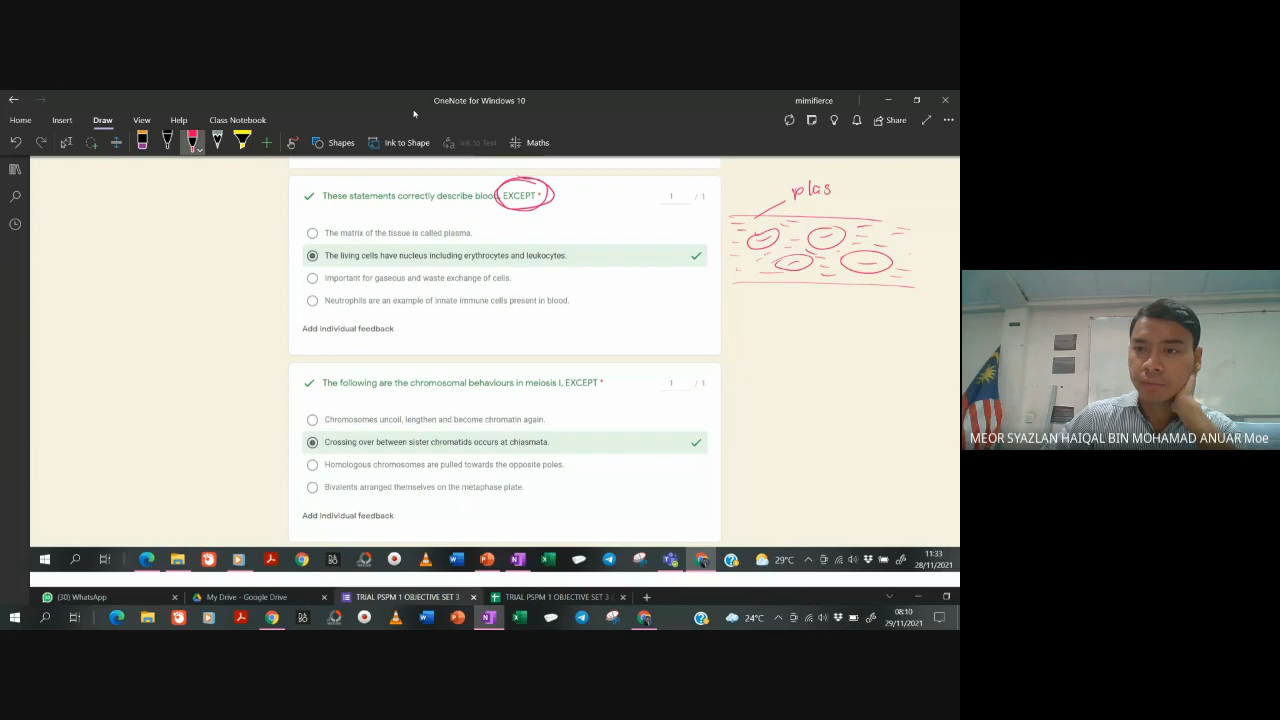 OneNote for Windows 10
mimifierce
Home Insert Draw View Help Class Notebook
Share
Shapes Ink to Shape Ink to Text Maths
These statements correctly describe blood, EXCEPT *
1 / 1
The matrix of the tissue is called plasma.
The living cells have nucleus including erythrocytes and leukocytes.
Important for gaseous and waste exchange of cells.
Neutrophils are an example of innate immune cells present in blood.
Add individual feedback
plas
The following are the chromosomal behaviours in meiosis I, EXCEPT *
1 / 1
Chromosomes uncoil, lengthen and become chromatin again.
Crossing over between sister chromatids occurs at chiasmata.
Homologous chromosomes are pulled towards the opposite poles.
Bivalents arranged themselves on the metaphase plate.
Add individual feedback
MEOR SYAZLAN HAIQAL BIN MOHAMAD ANUAR Moe
29°C
11:33
28/11/2021
(30) WhatsApp
My Drive - Google Drive
TRIAL PSPM 1 OBJECTIVE SET 3
TRIAL PSPM 1 OBJECTIVE SET 3
24°C
08:10
29/11/2021